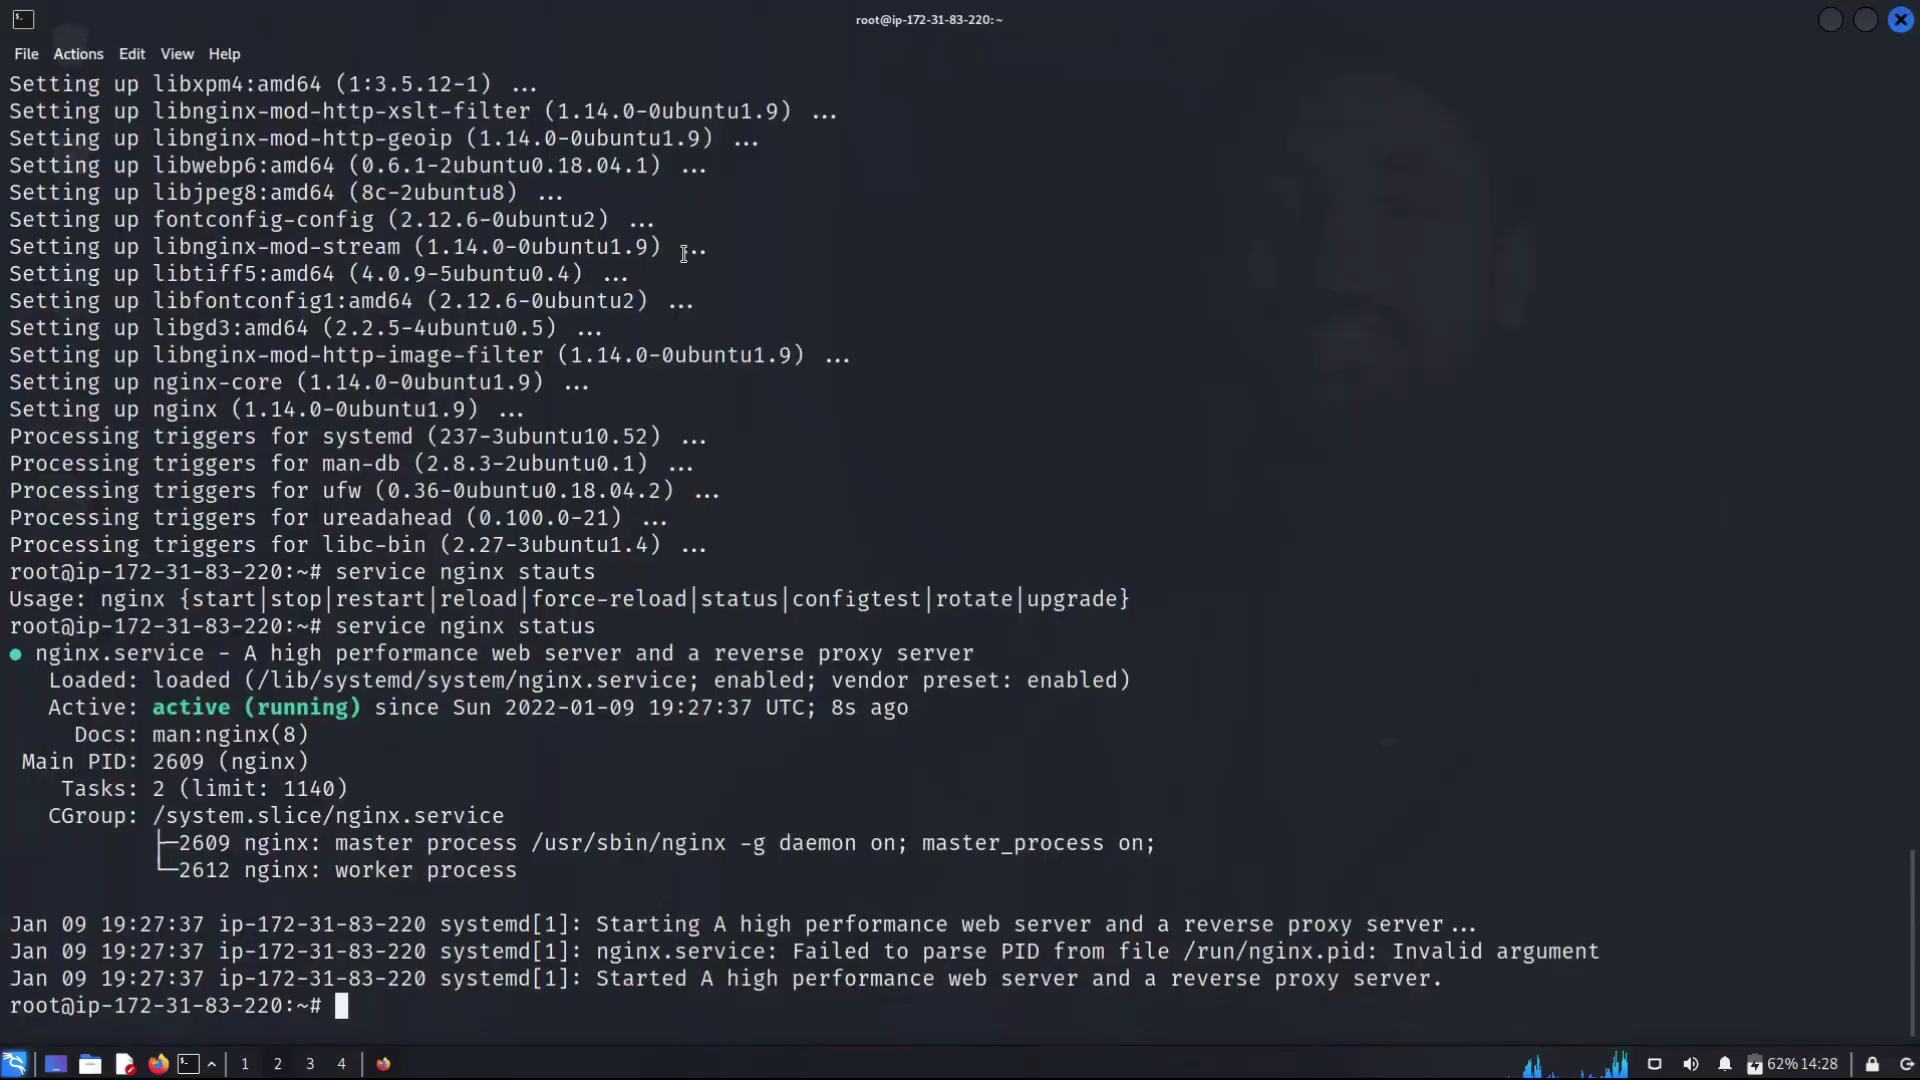 root@ip-172-31-83-220:~
File Actions Edit View Help
Setting up libxpm4:amd64 (1:3.5.12-1) ...
Setting up libnginx-mod-http-xslt-filter (1.14.0-0ubuntu1.9) ...
Setting up libnginx-mod-http-geoip (1.14.0-0ubuntu1.9) ...
Setting up libwebp6:amd64 (0.6.1-2ubuntu0.18.04.1) ...
Setting up libjpeg8:amd64 (8c-2ubuntu8) ...
Setting up fontconfig-config (2.12.6-0ubuntu2) ...
Setting up libnginx-mod-stream (1.14.0-0ubuntu1.9) ...
Setting up libtiff5:amd64 (4.0.9-5ubuntu0.4) ...
Setting up libfontconfig1:amd64 (2.12.6-0ubuntu2) ...
Setting up libgd3:amd64 (2.2.5-4ubuntu0.5) ...
Setting up libnginx-mod-http-image-filter (1.14.0-0ubuntu1.9) ...
Setting up nginx-core (1.14.0-0ubuntu1.9) ...
Setting up nginx (1.14.0-0ubuntu1.9) ...
Processing triggers for systemd (237-3ubuntu10.52) ...
Processing triggers for man-db (2.8.3-2ubuntu0.1) ...
Processing triggers for ufw (0.36-0ubuntu0.18.04.2) ...
Processing triggers for ureadahead (0.100.0-21) ...
Processing triggers for libc-bin (2.27-3ubuntu1.4) ...
root@ip-172-31-83-220:~# service nginx stauts
Usage: nginx {start|stop|restart|reload|force-reload|status|configtest|rotate|upgrade}
root@ip-172-31-83-220:~# service nginx status
● nginx.service - A high performance web server and a reverse proxy server
Loaded: loaded (/lib/systemd/system/nginx.service; enabled; vendor preset: enabled)
Active: active (running) since Sun 2022-01-09 19:27:37 UTC; 8s ago
Docs: man:nginx(8)
Main PID: 2609 (nginx)
Tasks: 2 (limit: 1140)
CGroup: /system.slice/nginx.service
├─2609 nginx: master process /usr/sbin/nginx -g daemon on; master_process on;
└─2612 nginx: worker process
Jan 09 19:27:37 ip-172-31-83-220 systemd[1]: Starting A high performance web server and a reverse proxy server...
Jan 09 19:27:37 ip-172-31-83-220 systemd[1]: nginx.service: Failed to parse PID from file /run/nginx.pid: Invalid argument
Jan 09 19:27:37 ip-172-31-83-220 systemd[1]: Started A high performance web server and a reverse proxy server.
root@ip-172-31-83-220:~#
1 2 3 4 62% 14:28